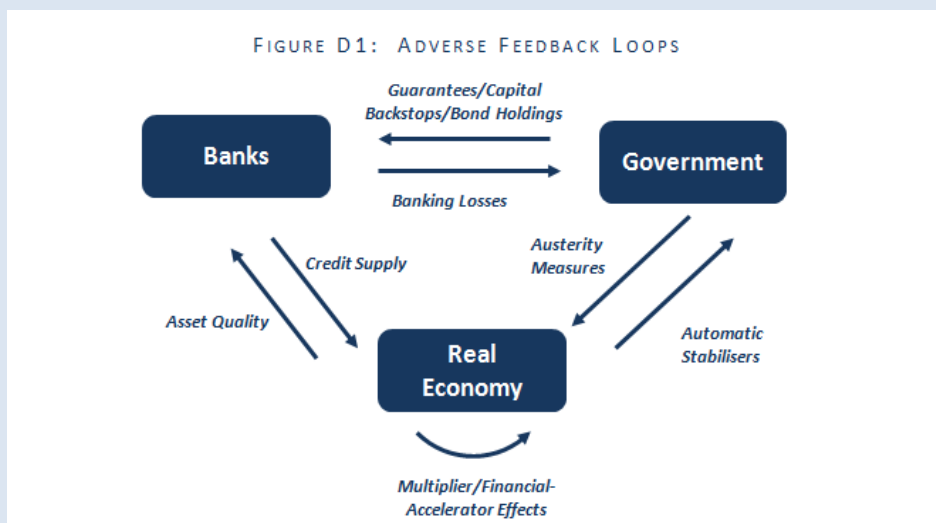 FIGURE D1: ADVERSE FEEDBACK LOOPS
Guarantees/Capital
Backstops/Bond Holdings
Banks
Government
Banking Losses
Austerity
Measures
Credit Supply
Asset Quality
Automatic
Stabilisers
Real
Economy
Multiplier/Financial-
Accelerator Effects